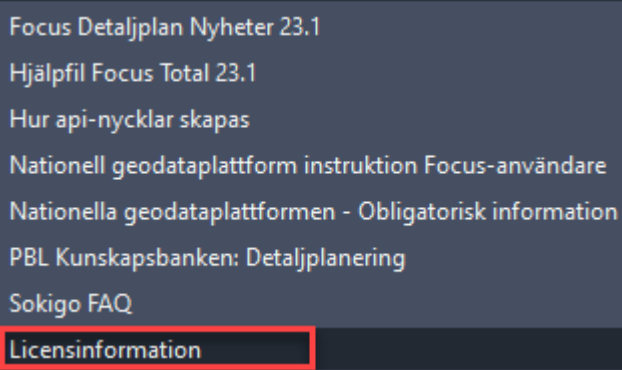 Focus Detaljplan Nyheter 23.1
Hjälpfil Focus Total 23.1
Hur api-nycklar skapas
Nationell geodataplattform instruktion Focus-användare
Nationella geodataplattformen - Obligatorisk information
PBL Kunskapsbanken: Detaljplanering
Sokigo FAQ
Licensinformation